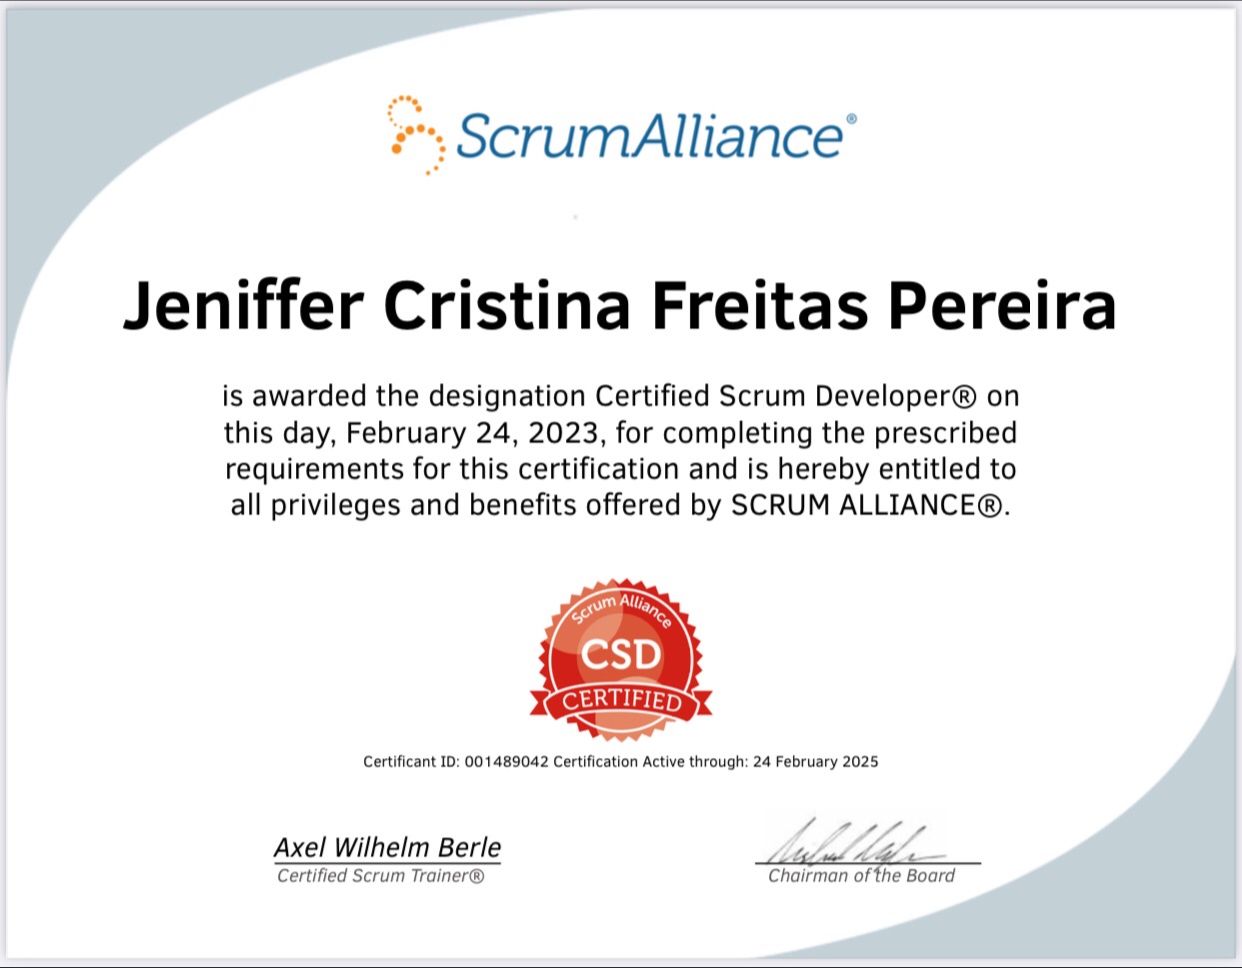 ScrumAlliance®
Jeniffer Cristina Freitas Pereira
is awarded the designation Certified Scrum Developer® on
this day, February 24, 2023, for completing the prescribed
requirements for this certification and is hereby entitled to
all privileges and benefits offered by SCRUM ALLIANCE®.
Scrum Alliance
CSD
CERTIFIED
Certificant ID: 001489042 Certification Active through: 24 February 2025
Axel Wilhelm Berle
Certified Scrum Trainer®
Chairman of the Board